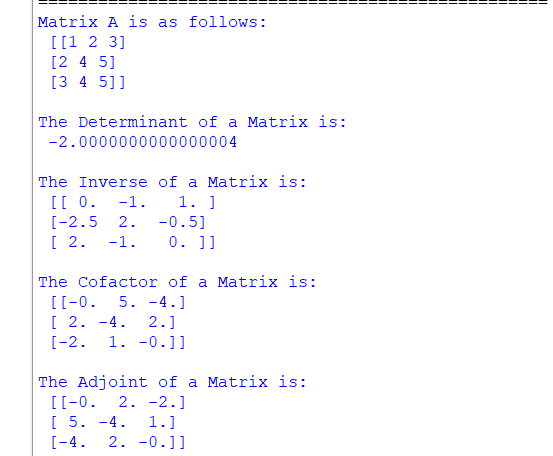 Matrix A is as follows:
[[1 2 3]
[2 4 5]
[3 4 5]]
The Determinant of a Matrix is:
-2.0000000000000004
The Inverse of a Matrix is:
[[ 0.  -1.   1. ]
[-2.5  2.  -0.5]
[ 2.  -1.   0. ]]
The Cofactor of a Matrix is:
[[-0.  5. -4.]
[ 2. -4.  2.]
[-2.  1. -0.]]
The Adjoint of a Matrix is:
[[-0.  2. -2.]
[ 5. -4.  1.]
[-4.  2. -0.]]